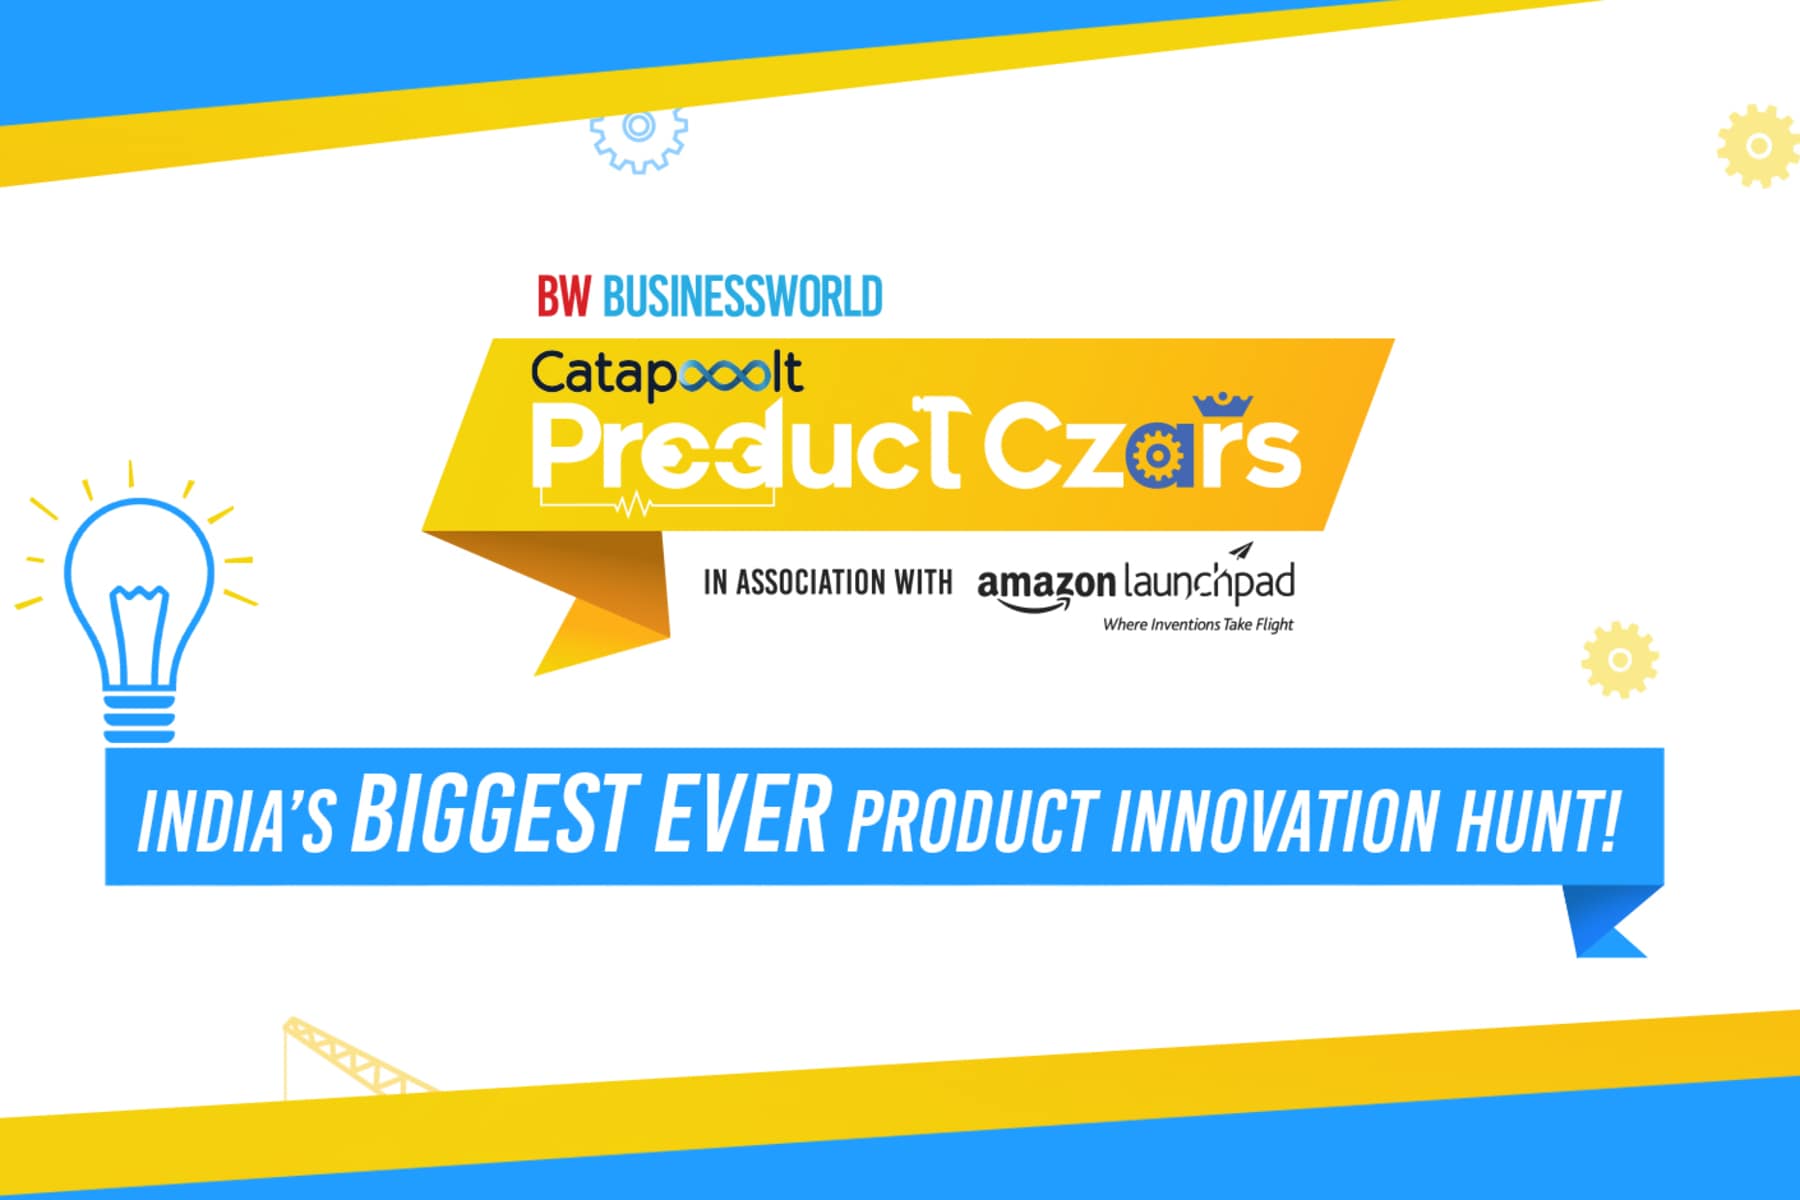 BW BUSINESSWORLD
Catapooolt
Product Czars
IN ASSOCIATION WITH amazon launchpad
Where Inventions Take Flight
INDIA'S BIGGEST EVER PRODUCT INNOVATION HUNT!